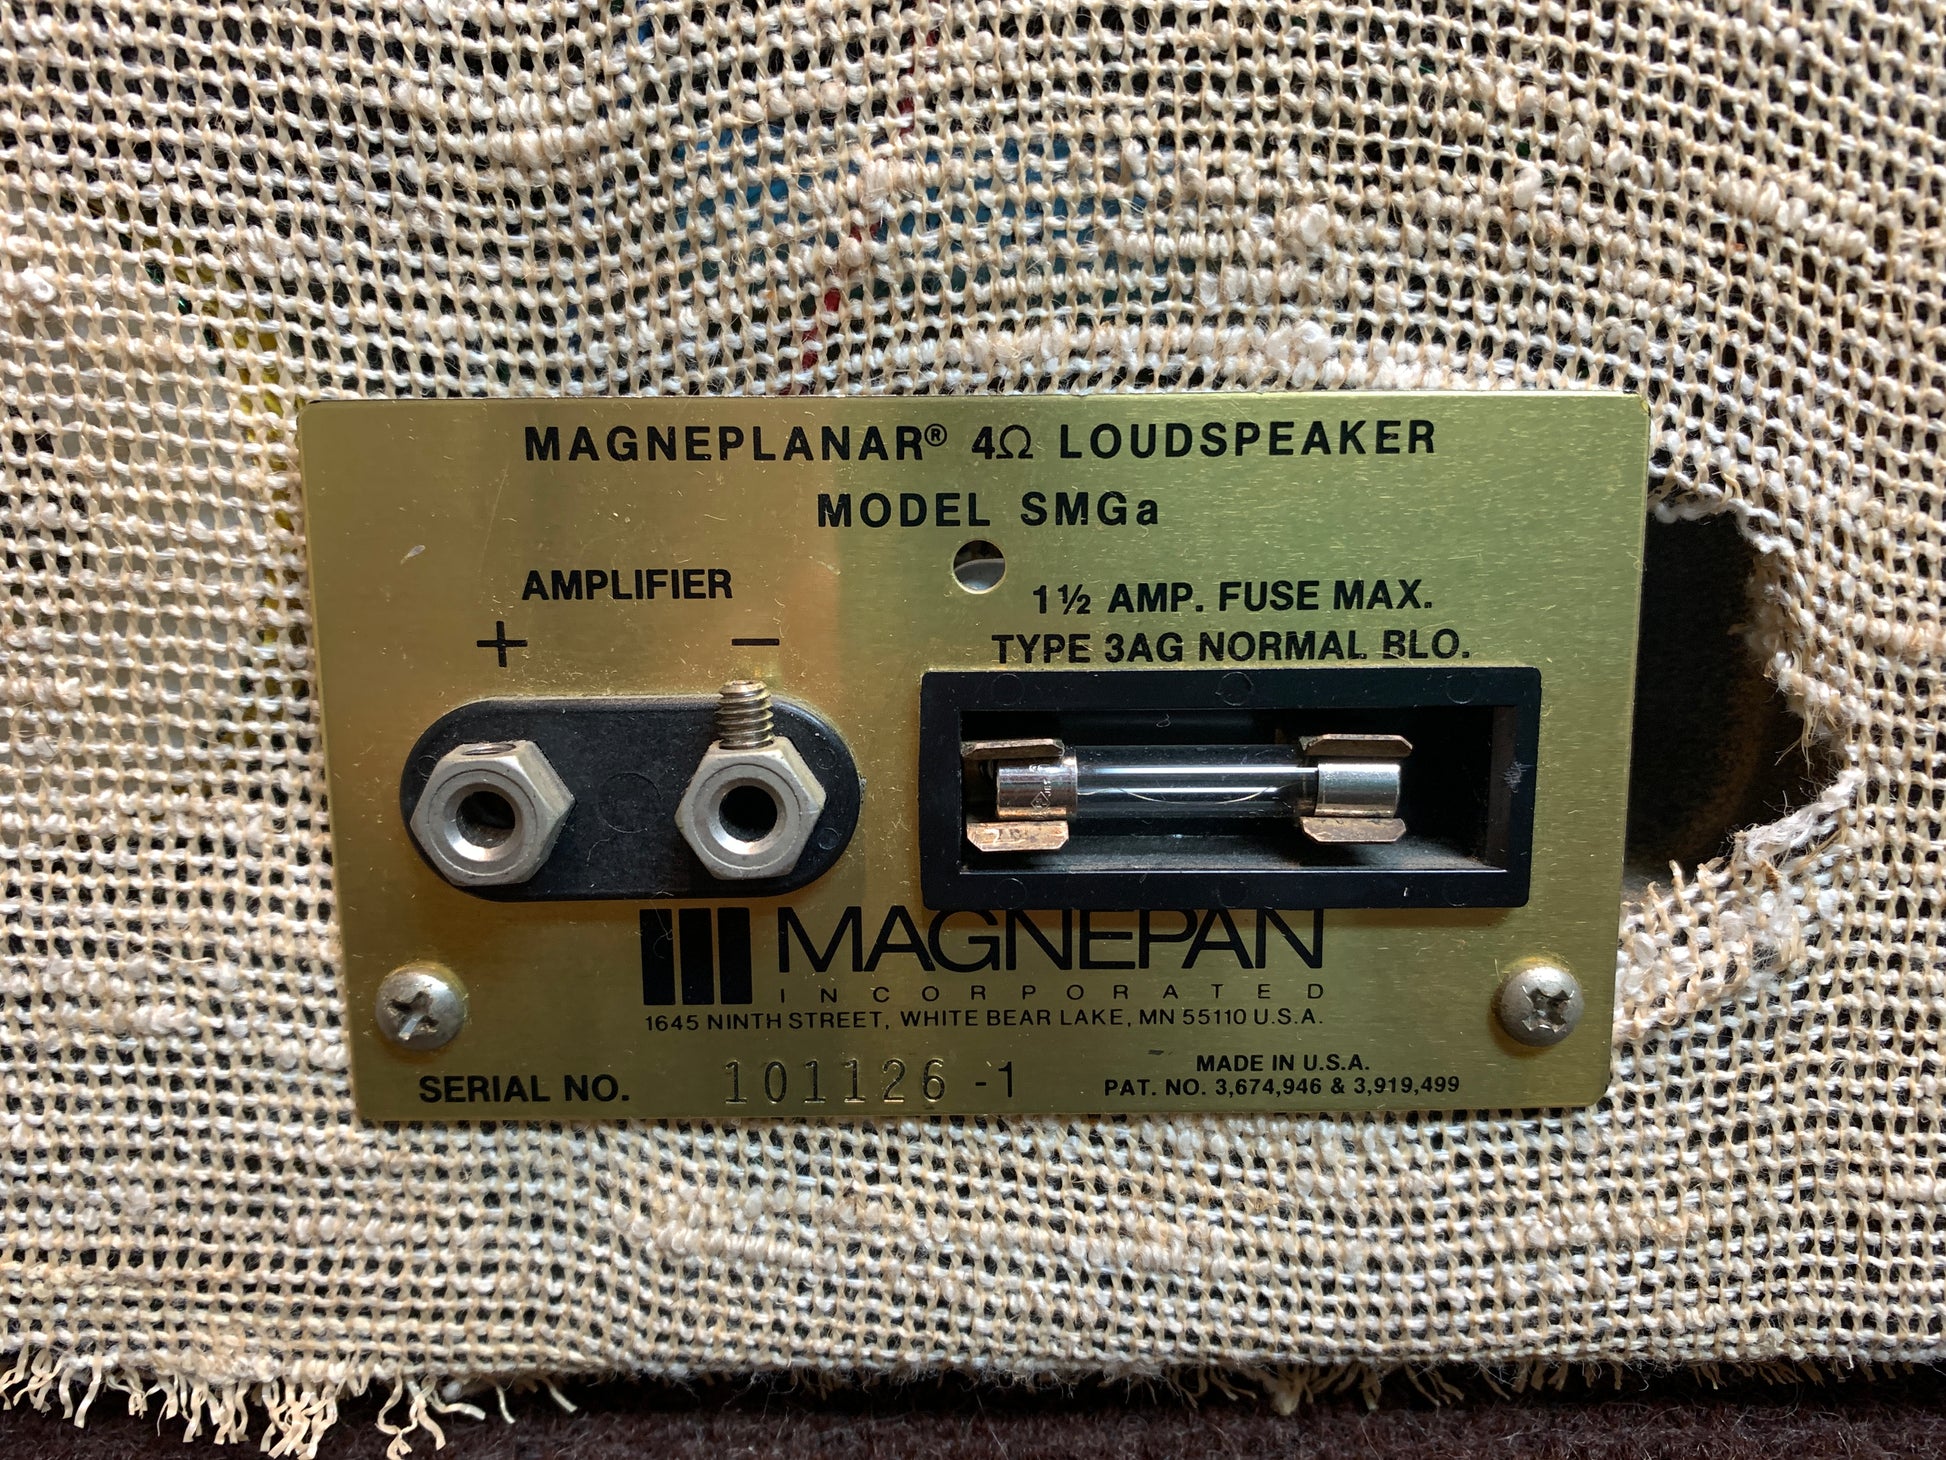 MAGNEPLANAR® 4Ω LOUDSPEAKER
MODEL SMGa
AMPLIFIER
+ −
1½ AMP. FUSE MAX.
TYPE 3AG NORMAL BLO.
MAGNEPAN
INCORPORATED
1645 NINTH STREET, WHITE BEAR LAKE, MN 55110 U.S.A.
SERIAL NO. 101126 -1
MADE IN U.S.A.
PAT. NO. 3,674,946 & 3,919,499